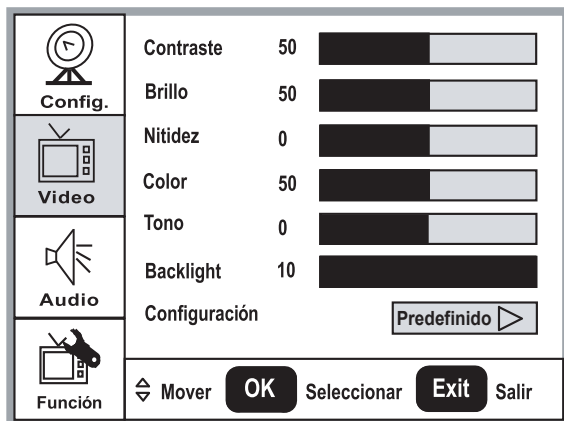 Config.
Video
Audio
Función
Contraste 50
Brillo 50
Nitidez 0
Color 50
Tono 0
Backlight 10
Configuración Predefinido
Mover OK Seleccionar Exit Salir